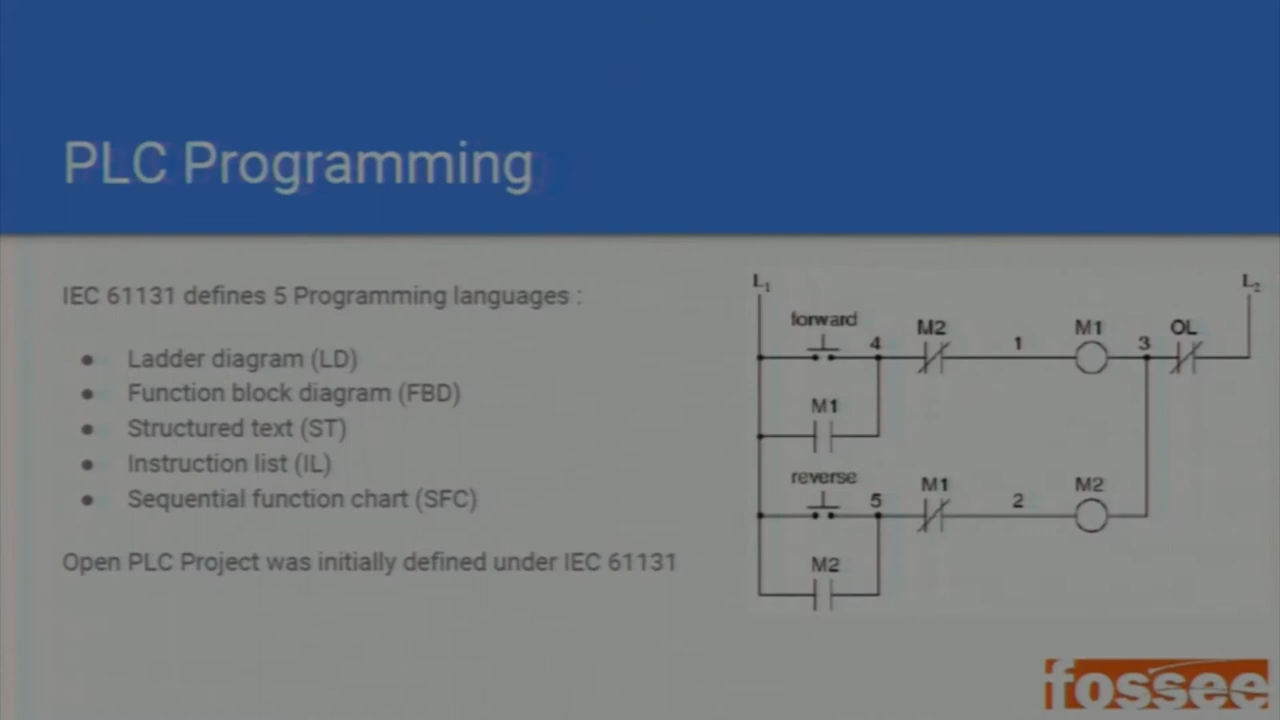 PLC Programming
IEC 61131 defines 5 Programming languages :
Ladder diagram (LD)
Function block diagram (FBD)
Structured text (ST)
Instruction list (IL)
Sequential function chart (SFC)
Open PLC Project was initially defined under IEC 61131
L1
L2
forward
M2
M1
OL
4
1
3
M1
reverse
M1
M2
5
2
M2
fossee